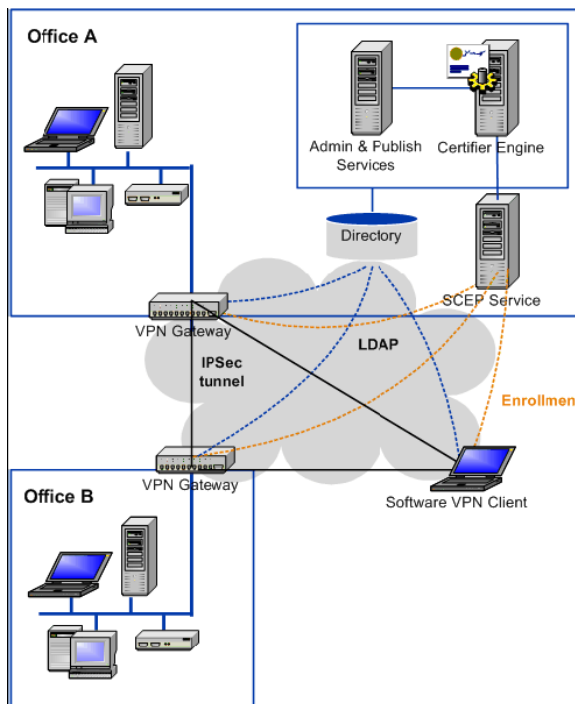 Office A
Admin & Publish
Services
Certifier Engine
Directory
SCEP Service
VPN Gateway
LDAP
IPSec
tunnel
Enrollment
VPN Gateway
Software VPN Client
Office B